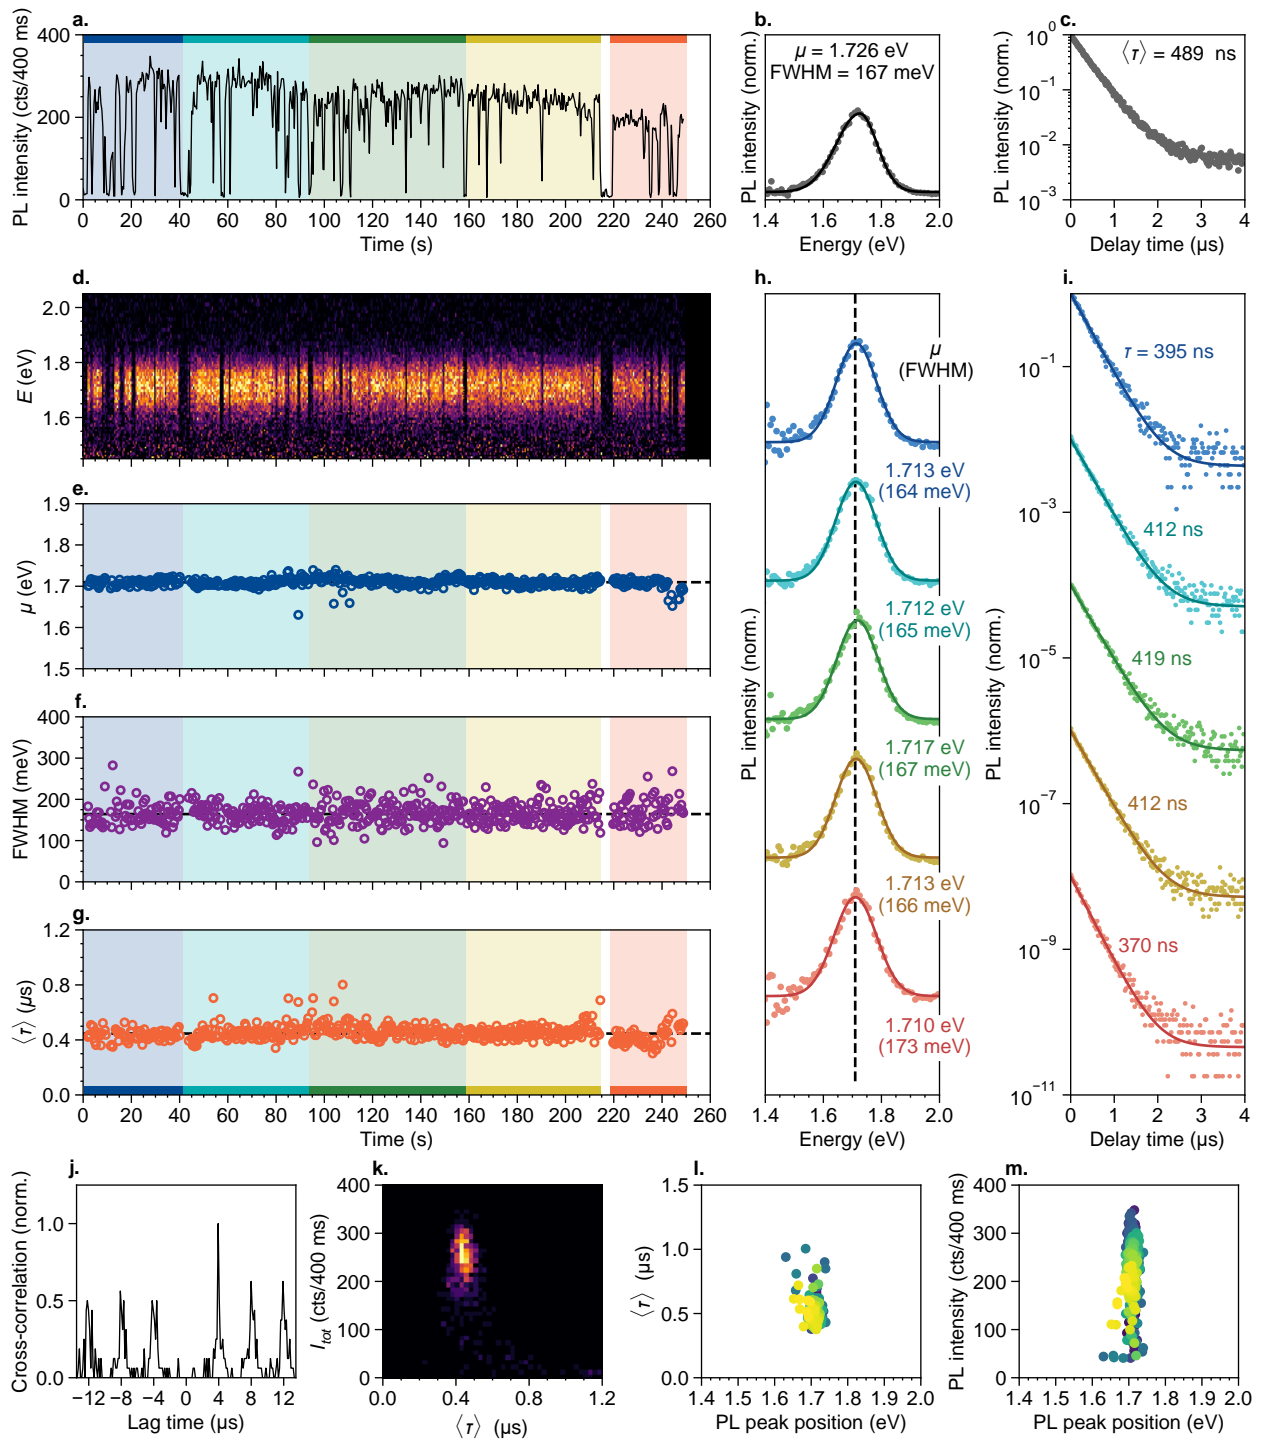 a.
PL intensity (cts/400 ms)
400
200
0
0 20 40 60 80 100 120 140 160 180 200 220 240 260
Time (s)
b.
PL intensity (norm.)
μ = 1.726 eV
FWHM = 167 meV
1.4 1.6 1.8 2.0
Energy (eV)
c.
PL intensity (norm.)
⟨τ⟩ = 489 ns
10⁰
10⁻¹
10⁻²
10⁻³
0 1 2 3 4
Delay time (μs)
d.
E (eV)
2.0
1.8
1.6
e.
μ (eV)
1.9
1.8
1.7
1.6
1.5
f.
FWHM (meV)
400
300
200
100
0
g.
⟨τ⟩ (μs)
1.2
0.8
0.4
0.0
0 20 40 60 80 100 120 140 160 180 200 220 240 260
Time (s)
h.
PL intensity (norm.)
μ
(FWHM)
1.713 eV
(164 meV)
1.712 eV
(165 meV)
1.717 eV
(167 meV)
1.713 eV
(166 meV)
1.710 eV
(173 meV)
1.4 1.6 1.8 2.0
Energy (eV)
i.
PL intensity (norm.)
10⁻¹
10⁻³
10⁻⁵
10⁻⁷
10⁻⁹
10⁻¹¹
τ = 395 ns
412 ns
419 ns
412 ns
370 ns
0 1 2 3 4
Delay time (μs)
j.
Cross-correlation (norm.)
1.0
0.5
0.0
−12 −8 −4 0 4 8 12
Lag time (μs)
k.
I_tot (cts/400 ms)
400
300
200
100
0
0.0 0.4 0.8 1.2
⟨τ⟩ (μs)
l.
⟨τ⟩ (μs)
1.5
1.0
0.5
0.0
1.4 1.5 1.6 1.7 1.8 1.9 2.0
PL peak position (eV)
m.
PL intensity (cts/400 ms)
400
300
200
100
0
1.4 1.5 1.6 1.7 1.8 1.9 2.0
PL peak position (eV)